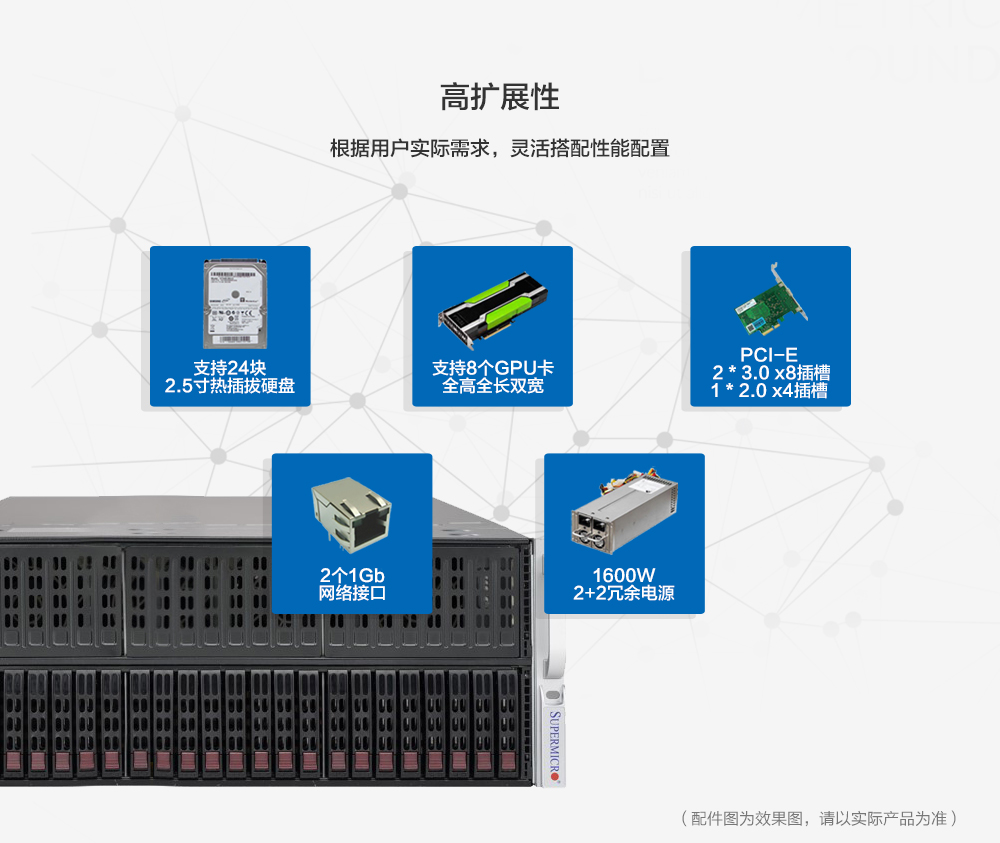 高扩展性
根据用户实际需求，灵活搭配性能配置
支持24块
2.5寸热插拔硬盘
支持8个GPU卡
全高全长双宽
PCI-E
2 * 3.0 x8插槽
1 * 2.0 x4插槽
2个1Gb
网络接口
1600W
2+2冗余电源
SUPERMICRO
（配件图为效果图，请以实际产品为准）